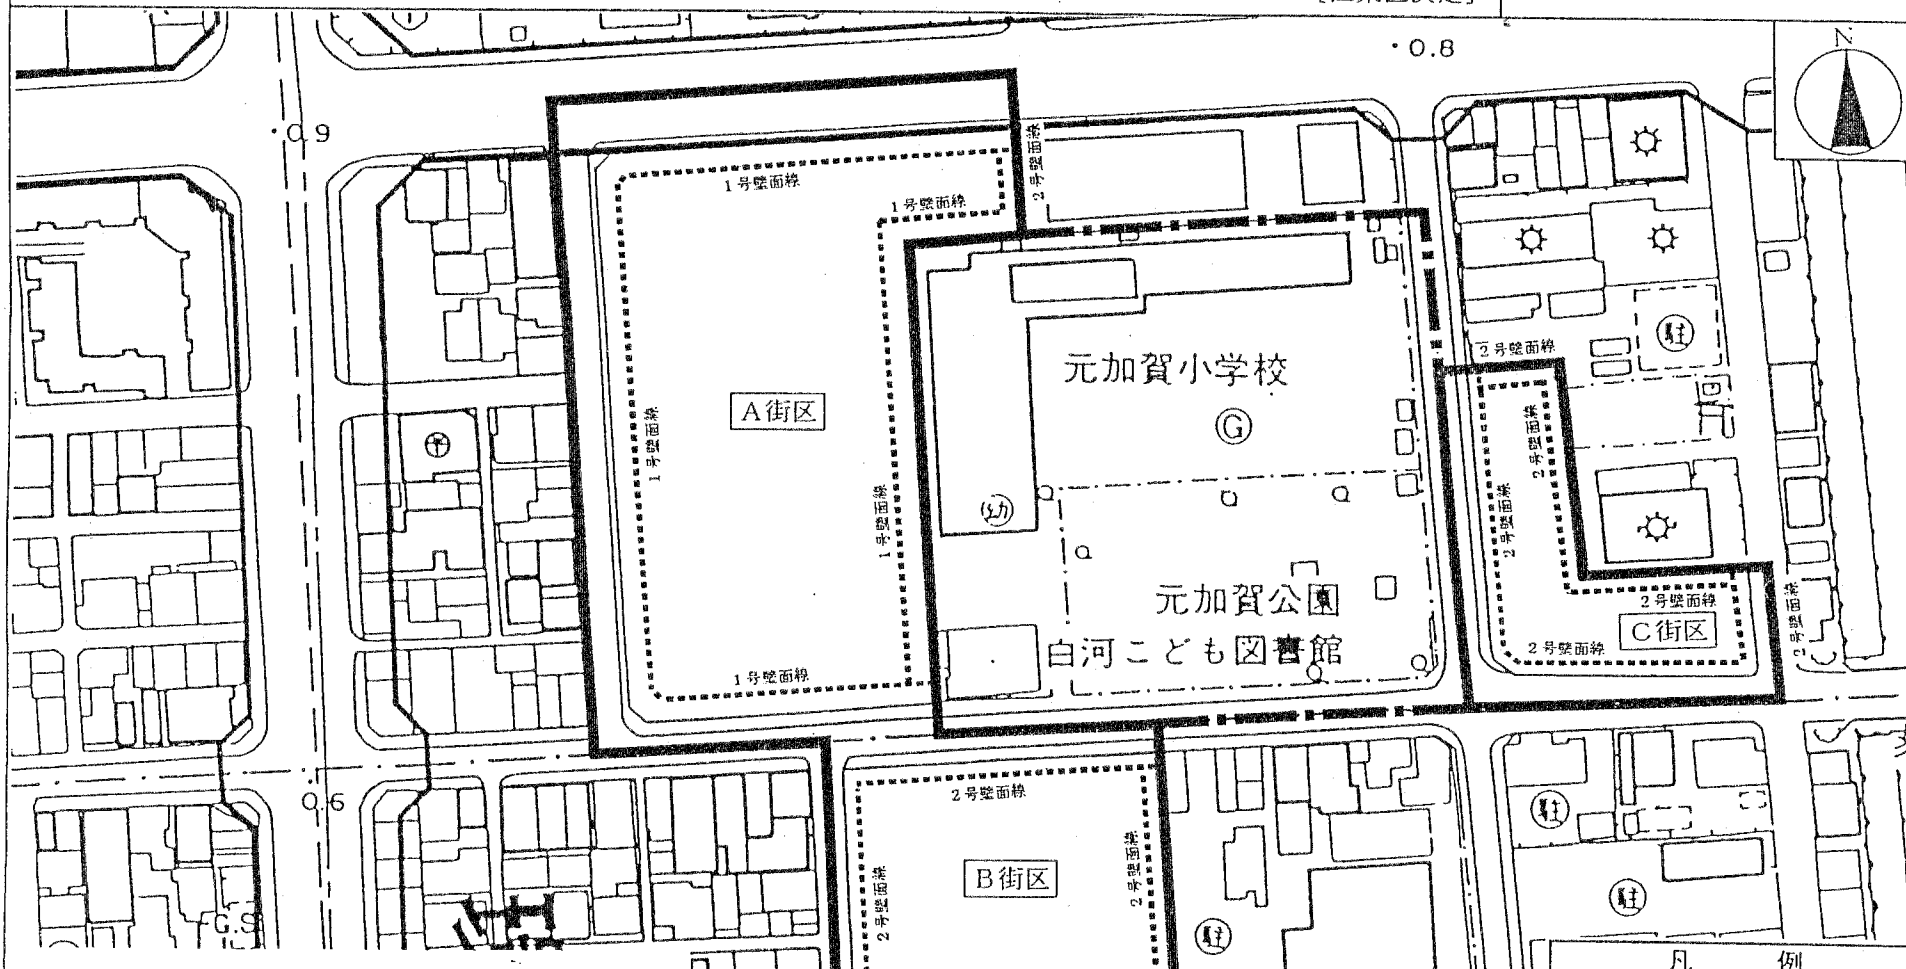 ・0.8
N
・0.9
1号壁面線
2号壁面線
1号壁面線
2号壁面線
駐
元加賀小学校
G
A街区
1号壁面線
1号壁面線
2号壁面線
2号壁面線
幼
元加賀公園
白河こども図書館
2号壁面線
C街区
2号壁面線
2号壁面線
1号壁面線
0.6
2号壁面線
B街区
2号壁面線
2号壁面線
駐
駐
駐
凡 例